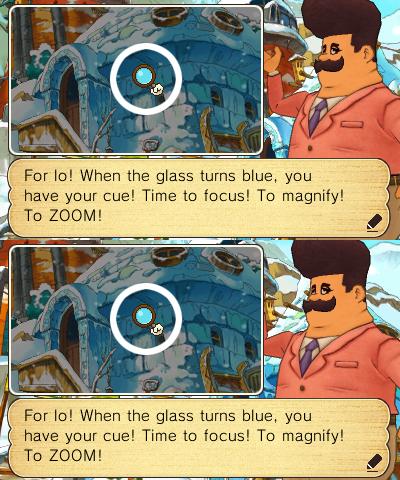 For lo! When the glass turns blue, you
have your cue! Time to focus! To magnify!
To ZOOM!
For lo! When the glass turns blue, you
have your cue! Time to focus! To magnify!
To ZOOM!